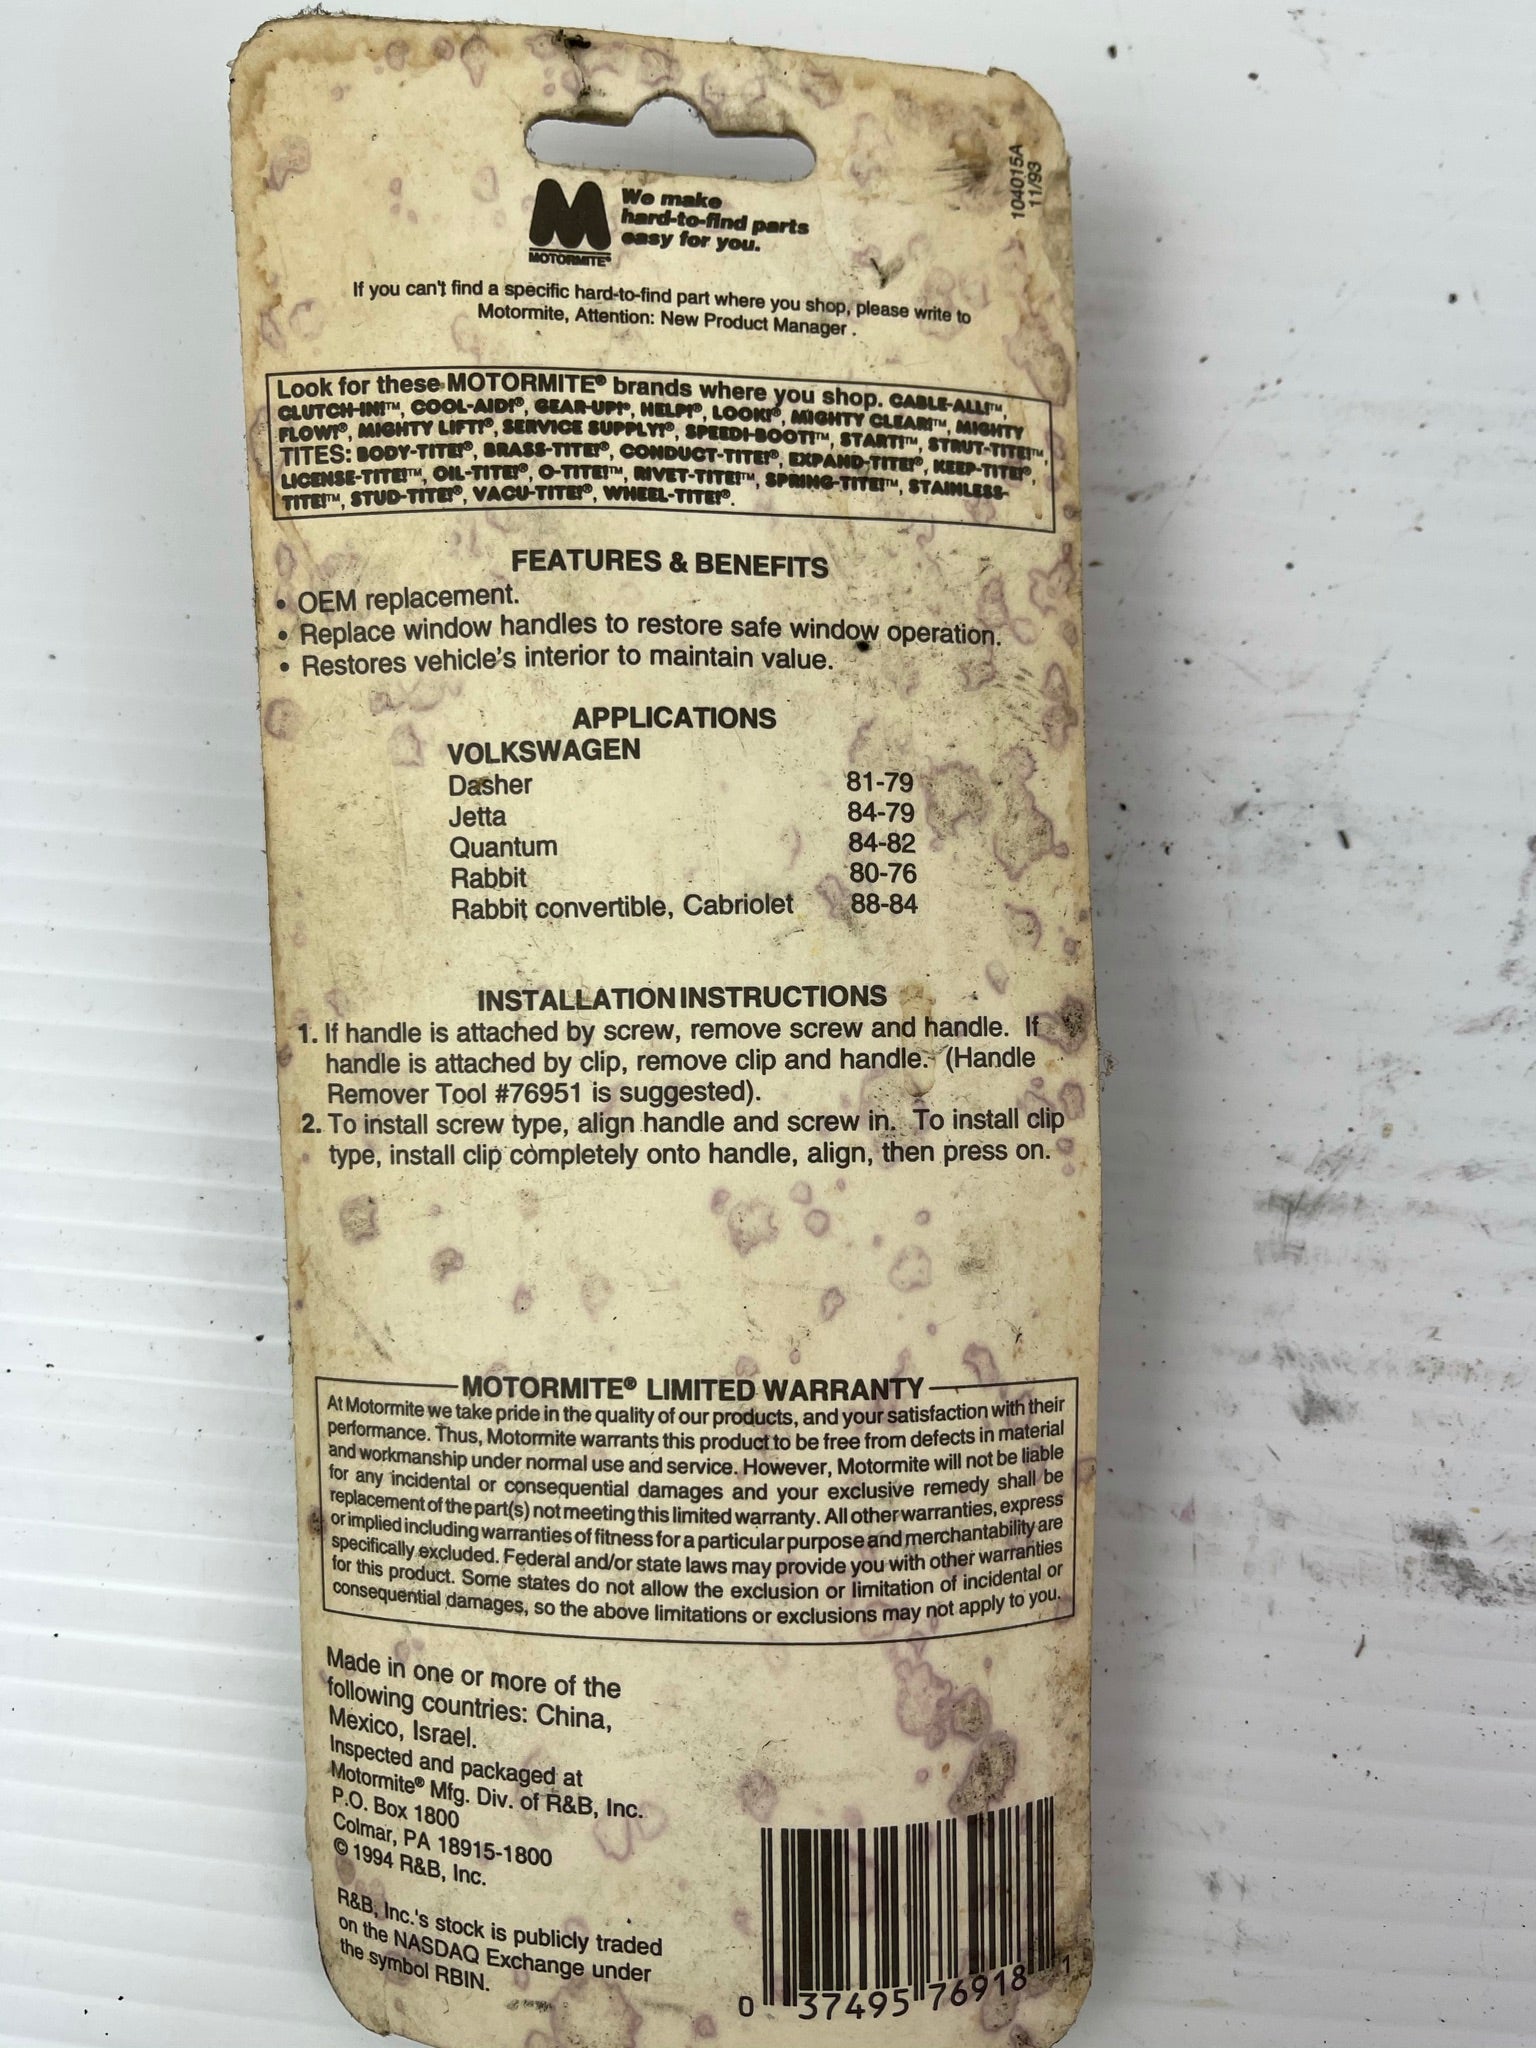 104015A
11/93
We make
hard-to-find parts
easy for you.
MOTORMITE®
If you can't find a specific hard-to-find part where you shop, please write to
Motormite, Attention: New Product Manager .
Look for these MOTORMITE® brands where you shop. CABLE-ALL!™,
CLUTCH-IN!™, COOL-AID!®, GEAR-UP!®, HELP!®, LOOK!®, MIGHTY CLEAR!™, MIGHTY
FLOW!®, MIGHTY LIFT!®, SERVICE SUPPLY!®, SPEEDI-BOOT!™, START!™, STRUT-TITE!™,
TITES: BODY-TITE!®, BRASS-TITE!®, CONDUCT-TITE!®, EXPAND-TITE!®, KEEP-TITE!®,
LICENSE-TITE!™, OIL-TITE!®, O-TITE!™, RIVET-TITE!™, SPRING-TITE!™, STAINLESS-
TITE!™, STUD-TITE!®, VACU-TITE!®, WHEEL-TITE!®.
FEATURES & BENEFITS
• OEM replacement.
• Replace window handles to restore safe window operation.
• Restores vehicle's interior to maintain value.
APPLICATIONS
VOLKSWAGEN
Dasher 81-79
Jetta 84-79
Quantum 84-82
Rabbit 80-76
Rabbit convertible, Cabriolet 88-84
INSTALLATION INSTRUCTIONS
1. If handle is attached by screw, remove screw and handle. If
handle is attached by clip, remove clip and handle. (Handle
Remover Tool #76951 is suggested).
2. To install screw type, align handle and screw in. To install clip
type, install clip completely onto handle, align, then press on.
MOTORMITE® LIMITED WARRANTY
At Motormite we take pride in the quality of our products, and your satisfaction with their
performance. Thus, Motormite warrants this product to be free from defects in material
and workmanship under normal use and service. However, Motormite will not be liable
for any incidental or consequential damages and your exclusive remedy shall be
replacement of the part(s) not meeting this limited warranty. All other warranties, express
or implied including warranties of fitness for a particular purpose and merchantability are
specifically excluded. Federal and/or state laws may provide you with other warranties
for this product. Some states do not allow the exclusion or limitation of incidental or
consequential damages, so the above limitations or exclusions may not apply to you.
Made in one or more of the
following countries: China,
Mexico, Israel.
Inspected and packaged at
Motormite® Mfg. Div. of R&B, Inc.
P.O. Box 1800
Colmar, PA 18915-1800
© 1994 R&B, Inc.
R&B, Inc.'s stock is publicly traded
on the NASDAQ Exchange under
the symbol RBIN.
0 37495 76918 1